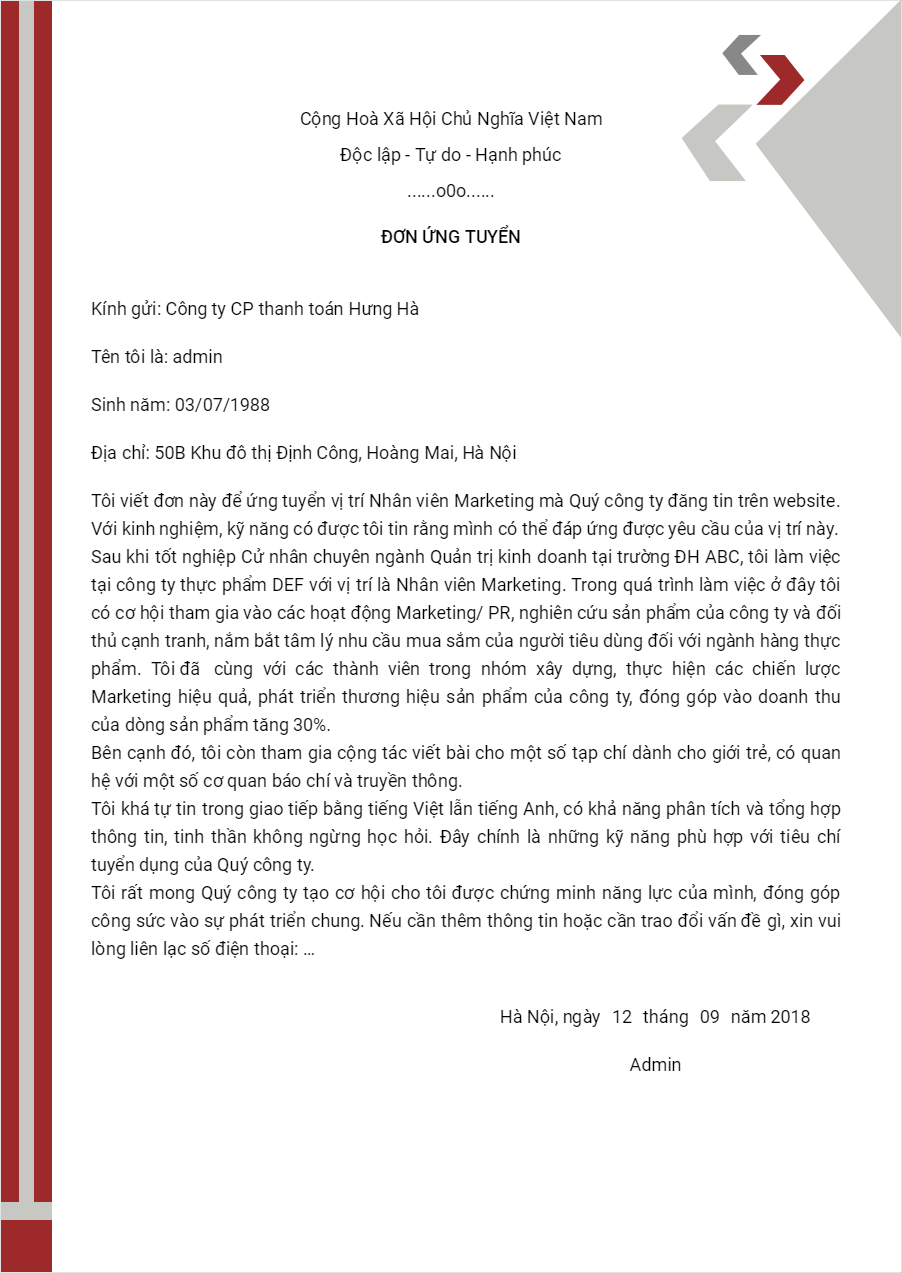 Cộng Hoà Xã Hội Chủ Nghĩa Việt Nam
Độc lập - Tự do - Hạnh phúc
......o0o......
ĐƠN ỨNG TUYỂN
Kính gửi: Công ty CP thanh toán Hưng Hà
Tên tôi là: admin
Sinh năm: 03/07/1988
Địa chỉ: 50B Khu đô thị Định Công, Hoàng Mai, Hà Nội
Tôi viết đơn này để ứng tuyển vị trí Nhân viên Marketing mà Quý công ty đăng tin trên website.
Với kinh nghiệm, kỹ năng có được tôi tin rằng mình có thể đáp ứng được yêu cầu của vị trí này.
Sau khi tốt nghiệp Cử nhân chuyên ngành Quản trị kinh doanh tại trường ĐH ABC, tôi làm việc
tại công ty thực phẩm DEF với vị trí là Nhân viên Marketing. Trong quá trình làm việc ở đây tôi
có cơ hội tham gia vào các hoạt động Marketing/ PR, nghiên cứu sản phẩm của công ty và đối
thủ cạnh tranh, nắm bắt tâm lý nhu cầu mua sắm của người tiêu dùng đối với ngành hàng thực
phẩm. Tôi đã cùng với các thành viên trong nhóm xây dựng, thực hiện các chiến lược
Marketing hiệu quả, phát triển thương hiệu sản phẩm của công ty, đóng góp vào doanh thu
của dòng sản phẩm tăng 30%.
Bên cạnh đó, tôi còn tham gia cộng tác viết bài cho một số tạp chí dành cho giới trẻ, có quan
hệ với một số cơ quan báo chí và truyền thông.
Tôi khá tự tin trong giao tiếp bằng tiếng Việt lẫn tiếng Anh, có khả năng phân tích và tổng hợp
thông tin, tinh thần không ngừng học hỏi. Đây chính là những kỹ năng phù hợp với tiêu chí
tuyển dụng của Quý công ty.
Tôi rất mong Quý công ty tạo cơ hội cho tôi được chứng minh năng lực của mình, đóng góp
công sức vào sự phát triển chung. Nếu cần thêm thông tin hoặc cần trao đổi vấn đề gì, xin vui
lòng liên lạc số điện thoại: …
Hà Nội, ngày 12 tháng 09 năm 2018
Admin